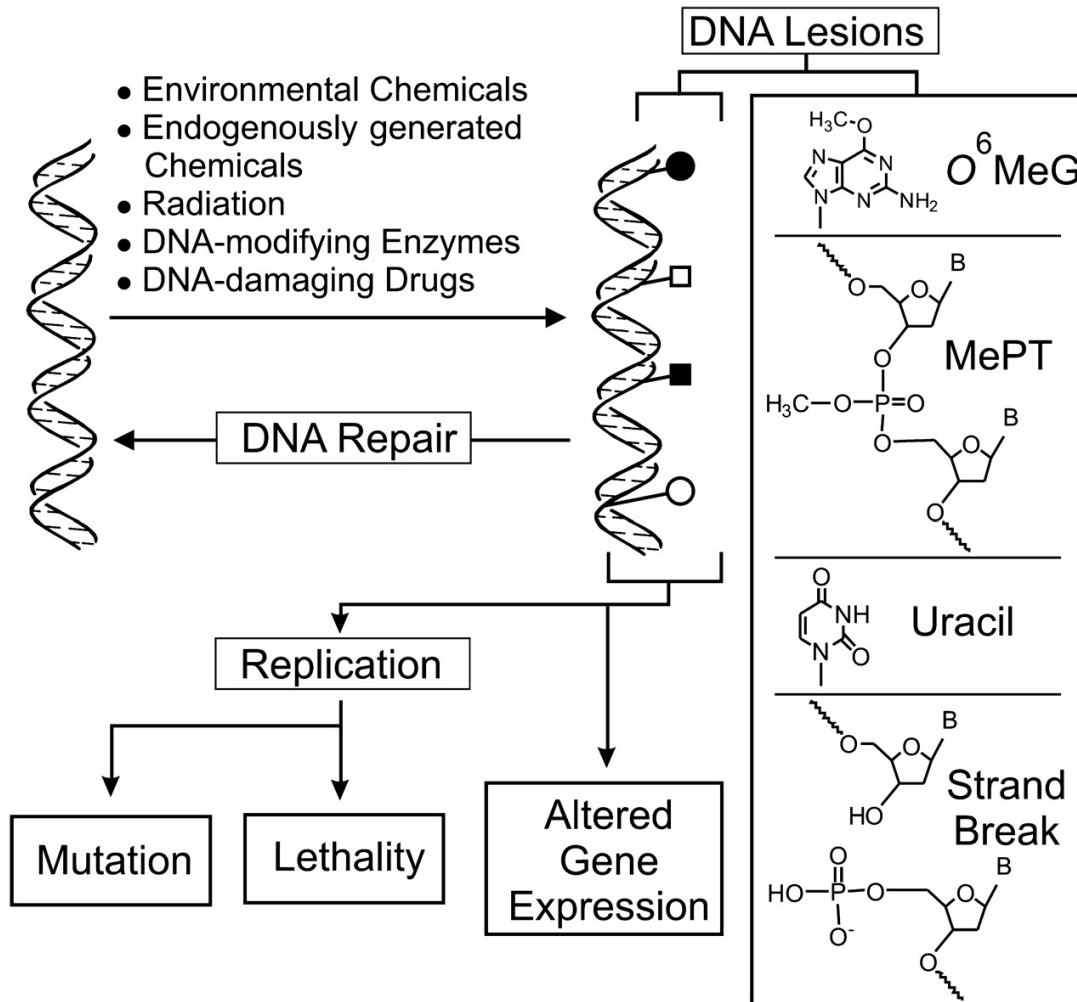 DNA Lesions
• Environmental Chemicals
• Endogenously generated
Chemicals
• Radiation
• DNA-modifying Enzymes
• DNA-damaging Drugs
DNA Repair
Replication
Mutation
Lethality
Altered
Gene
Expression
H₃C
O
N
N
N
N
NH₂
O⁶MeG
B
O
O
O
MePT
H₃C
O
P
O
O
O
B
O
O
NH
N
O
Uracil
B
O
O
HO
Strand
Break
O
HO
P
O
O⁻
B
O
O